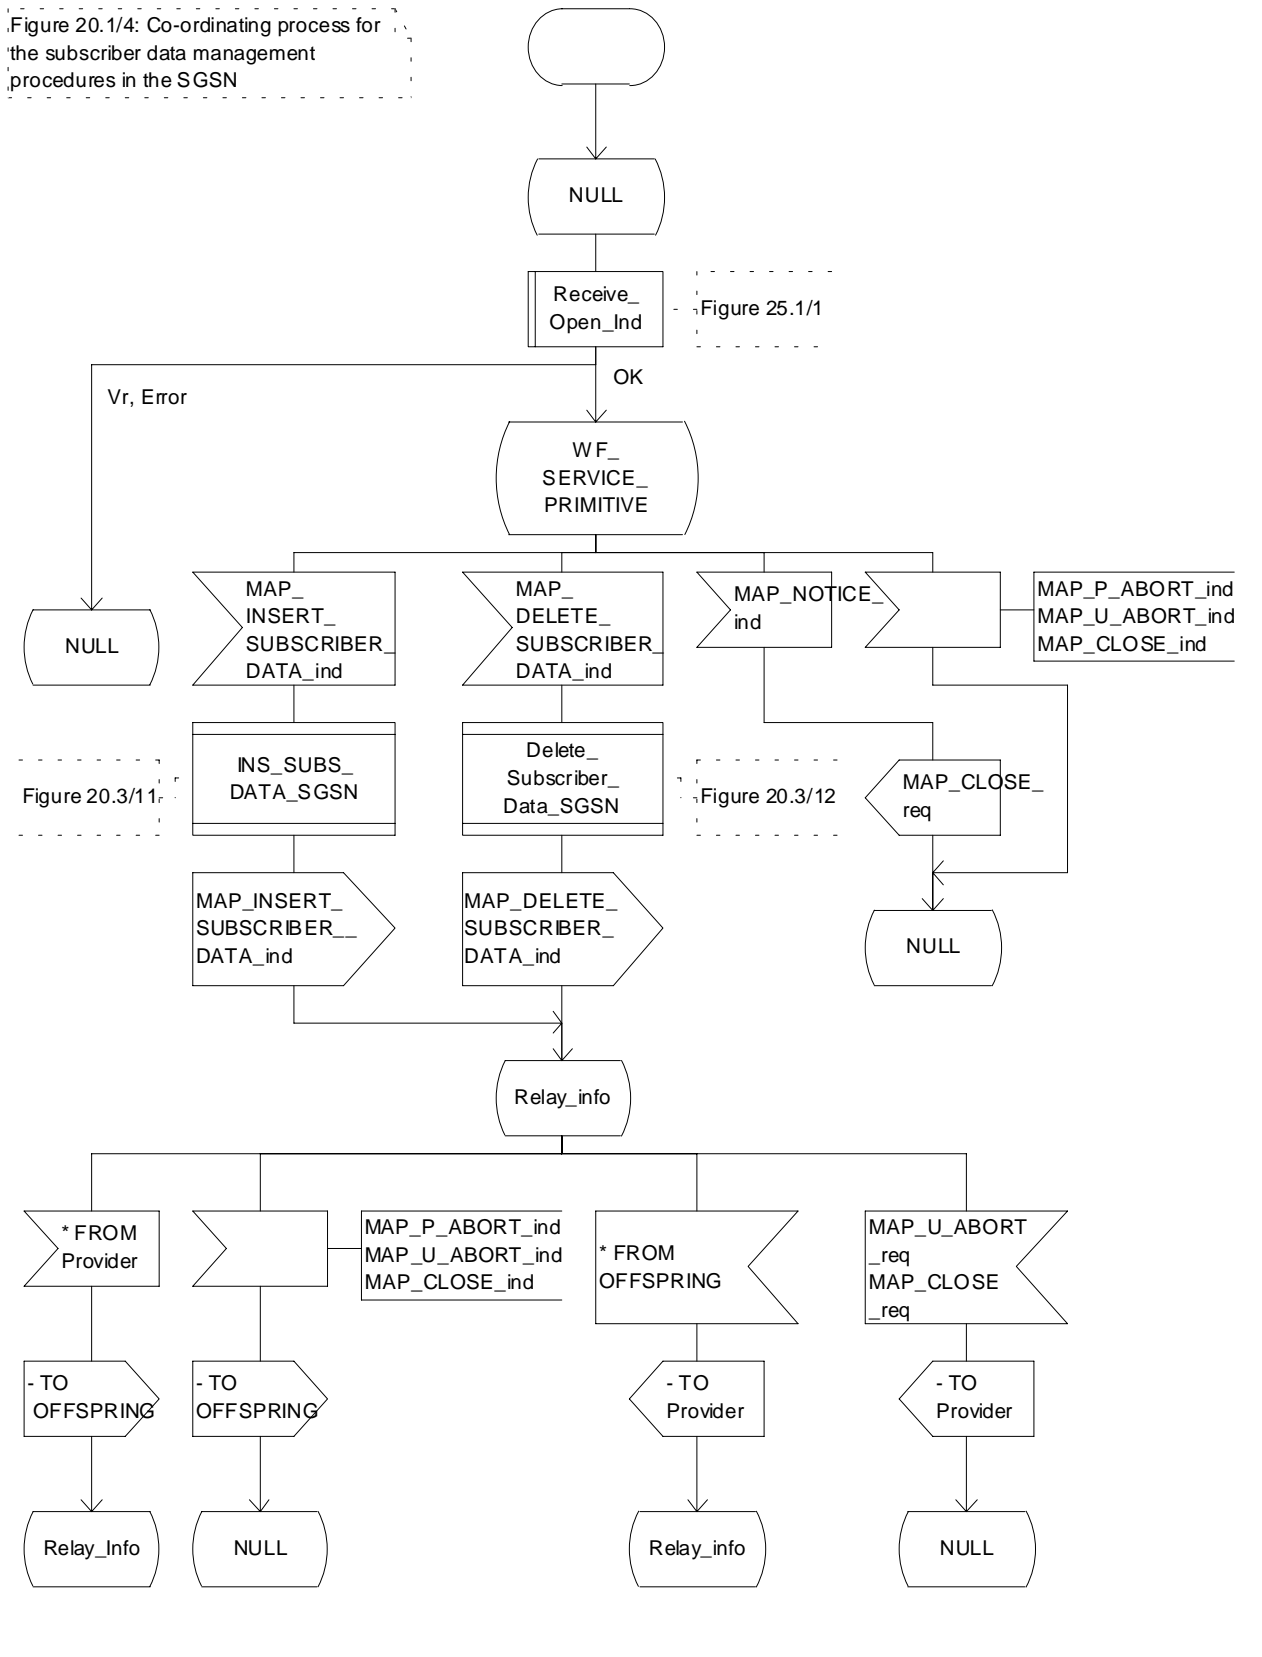 Figure 20.1/4: Co-ordinating process for
the subscriber data management
procedures in the SGSN
NULL
Receive_
Open_Ind
Figure 25.1/1
OK
Vr, Error
WF_
SERVICE_
PRIMITIVE
NULL
MAP_
INSERT_
SUBSCRIBER_
DATA_ind
MAP_
DELETE_
SUBSCRIBER_
DATA_ind
MAP_NOTICE_
ind
MAP_P_ABORT_ind
MAP_U_ABORT_ind
MAP_CLOSE_ind
Figure 20.3/11
INS_SUBS_
DATA_SGSN
Delete_
Subscriber_
Data_SGSN
Figure 20.3/12
MAP_CLOSE_
req
MAP_INSERT_
SUBSCRIBER__
DATA_ind
MAP_DELETE_
SUBSCRIBER_
DATA_ind
NULL
Relay_info
* FROM
Provider
MAP_P_ABORT_ind
MAP_U_ABORT_ind
MAP_CLOSE_ind
* FROM
OFFSPRING
MAP_U_ABORT
_req
MAP_CLOSE
_req
- TO
OFFSPRING
- TO
OFFSPRING
- TO
Provider
- TO
Provider
Relay_Info
NULL
Relay_info
NULL